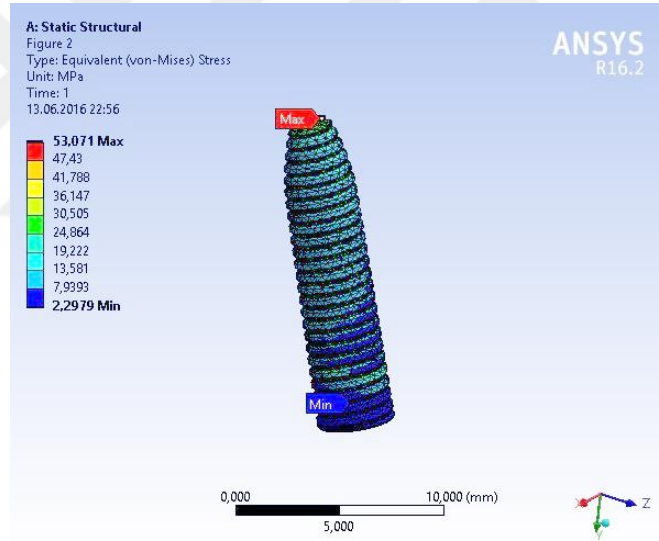 A: Static Structural
Figure 2
Type: Equivalent (von-Mises) Stress
Unit: MPa
Time: 1
13.06.2016 22:56
ANSYS
R16.2
53,071 Max
47,43
41,788
36,147
30,505
24,864
19,222
13,581
7,9393
2,2979 Min
Max
Min
0,000
10,000 (mm)
5,000
X
Y
Z